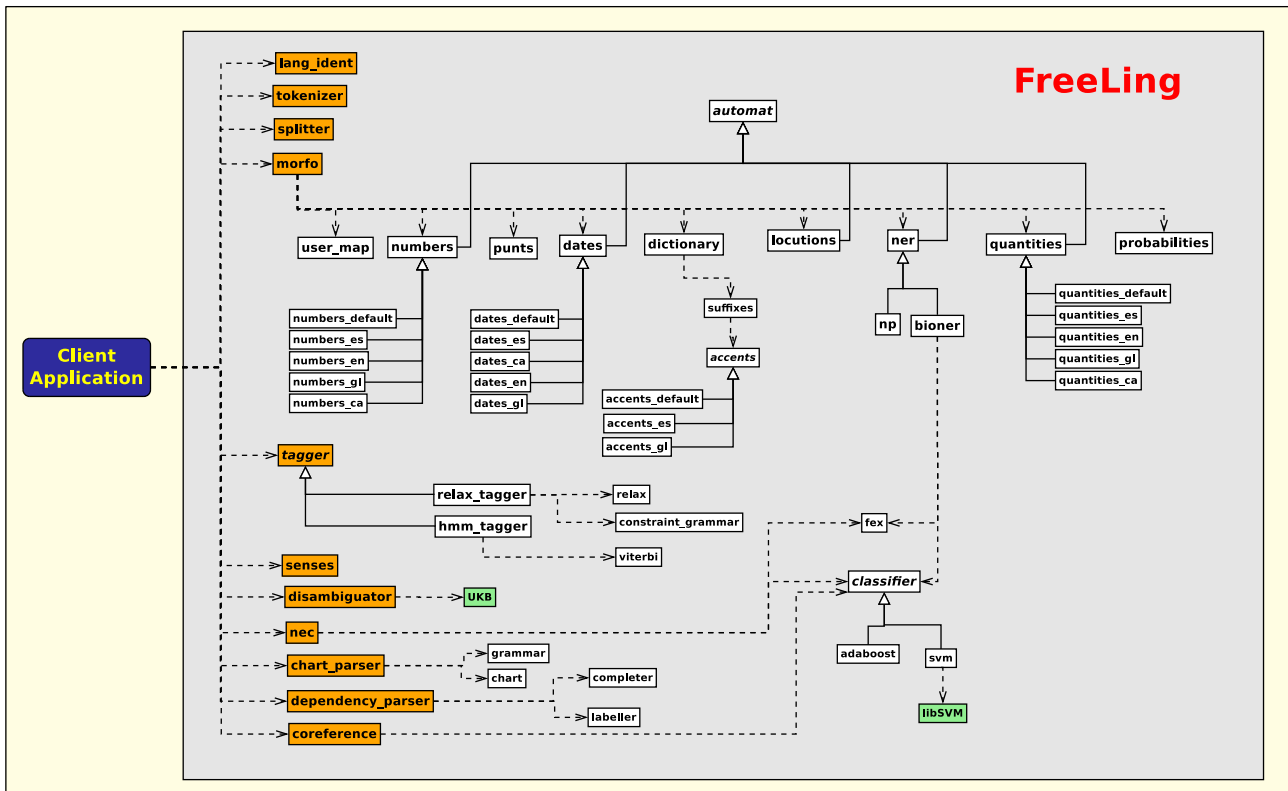 FreeLing
lang_ident
tokenizer
splitter
morfo
automat
user_map
numbers
punts
dates
dictionary
locutions
ner
quantities
probabilities
numbers_default
numbers_es
numbers_en
numbers_gl
numbers_ca
dates_default
dates_es
dates_ca
dates_en
dates_gl
suffixes
accents
accents_default
accents_es
accents_gl
np
bioner
quantities_default
quantities_es
quantities_en
quantities_gl
quantities_ca
Client
Application
tagger
relax_tagger
hmm_tagger
relax
constraint_grammar
viterbi
fex
classifier
adaboost
svm
libSVM
senses
disambiguator
UKB
nec
chart_parser
grammar
chart
dependency_parser
completer
labeller
coreference